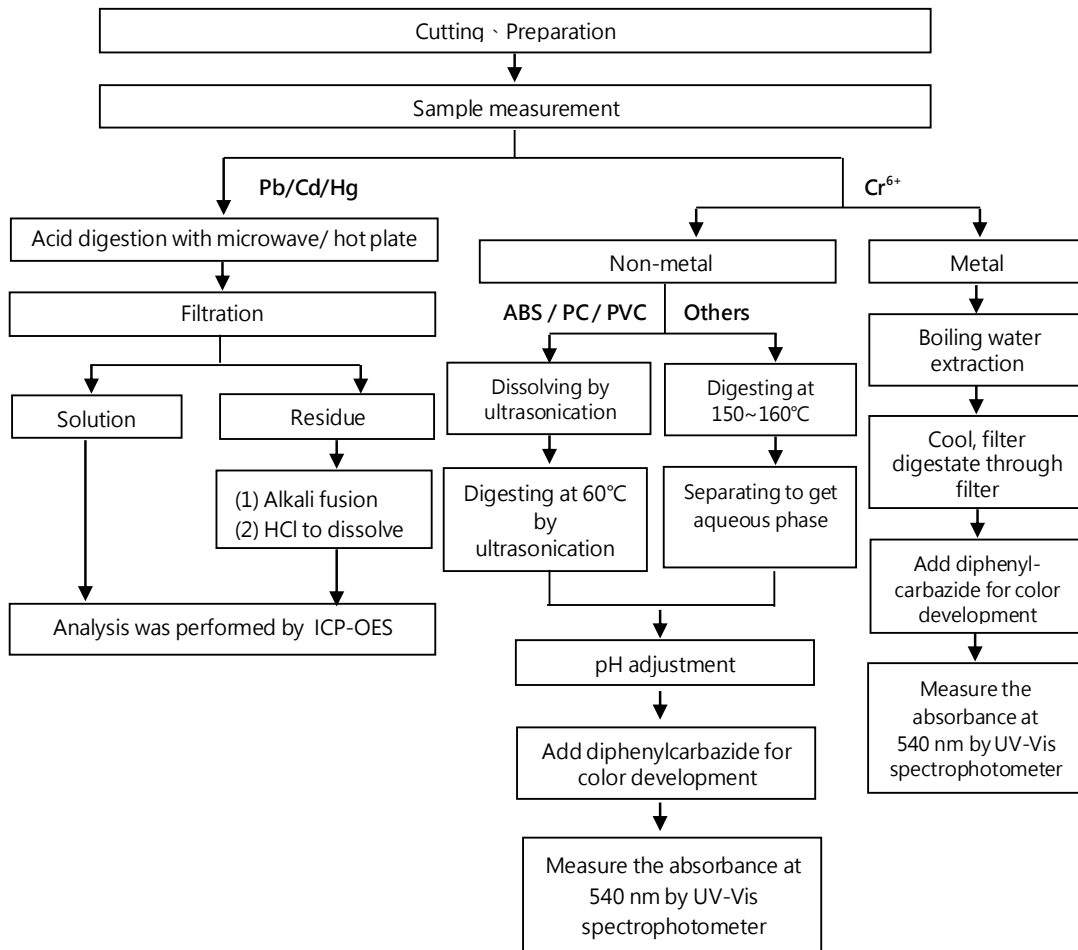 Cutting、Preparation
Sample measurement
Pb/Cd/Hg
Cr⁶⁺
Acid digestion with microwave/ hot plate
Filtration
Solution
Residue
(1) Alkali fusion
(2) HCl to dissolve
Analysis was performed by ICP-OES
Non-metal
ABS / PC / PVC
Others
Dissolving by
ultrasonication
Digesting at
150~160℃
Digesting at 60℃
by
ultrasonication
Separating to get
aqueous phase
pH adjustment
Add diphenylcarbazide for
color development
Measure the absorbance at
540 nm by UV-Vis
spectrophotometer
Metal
Boiling water
extraction
Cool, filter
digestate through
filter
Add diphenyl-
carbazide for color
development
Measure the
absorbance at
540 nm by UV-Vis
spectrophotometer